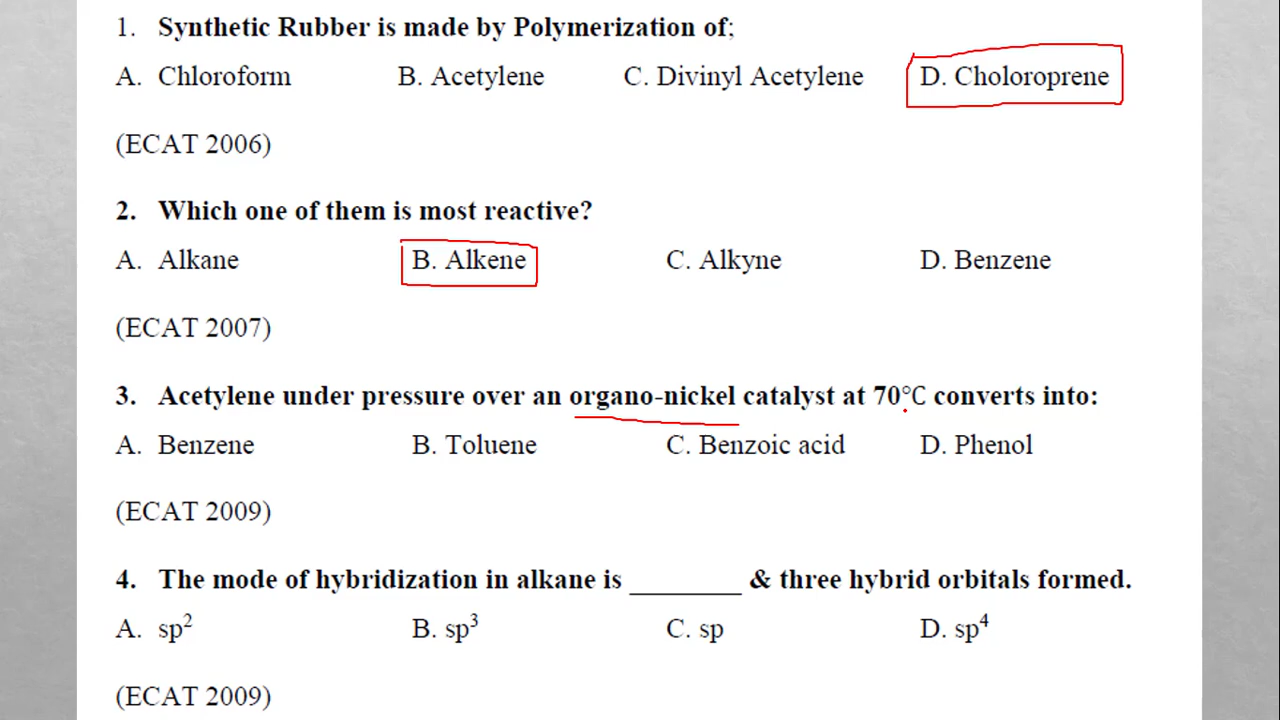 1. Synthetic Rubber is made by Polymerization of;
A. Chloroform B. Acetylene C. Divinyl Acetylene D. Choloroprene
(ECAT 2006)
2. Which one of them is most reactive?
A. Alkane B. Alkene C. Alkyne D. Benzene
(ECAT 2007)
3. Acetylene under pressure over an organo-nickel catalyst at 70°C converts into:
A. Benzene B. Toluene C. Benzoic acid D. Phenol
(ECAT 2009)
4. The mode of hybridization in alkane is ________ & three hybrid orbitals formed.
A. sp² B. sp³ C. sp D. sp⁴
(ECAT 2009)